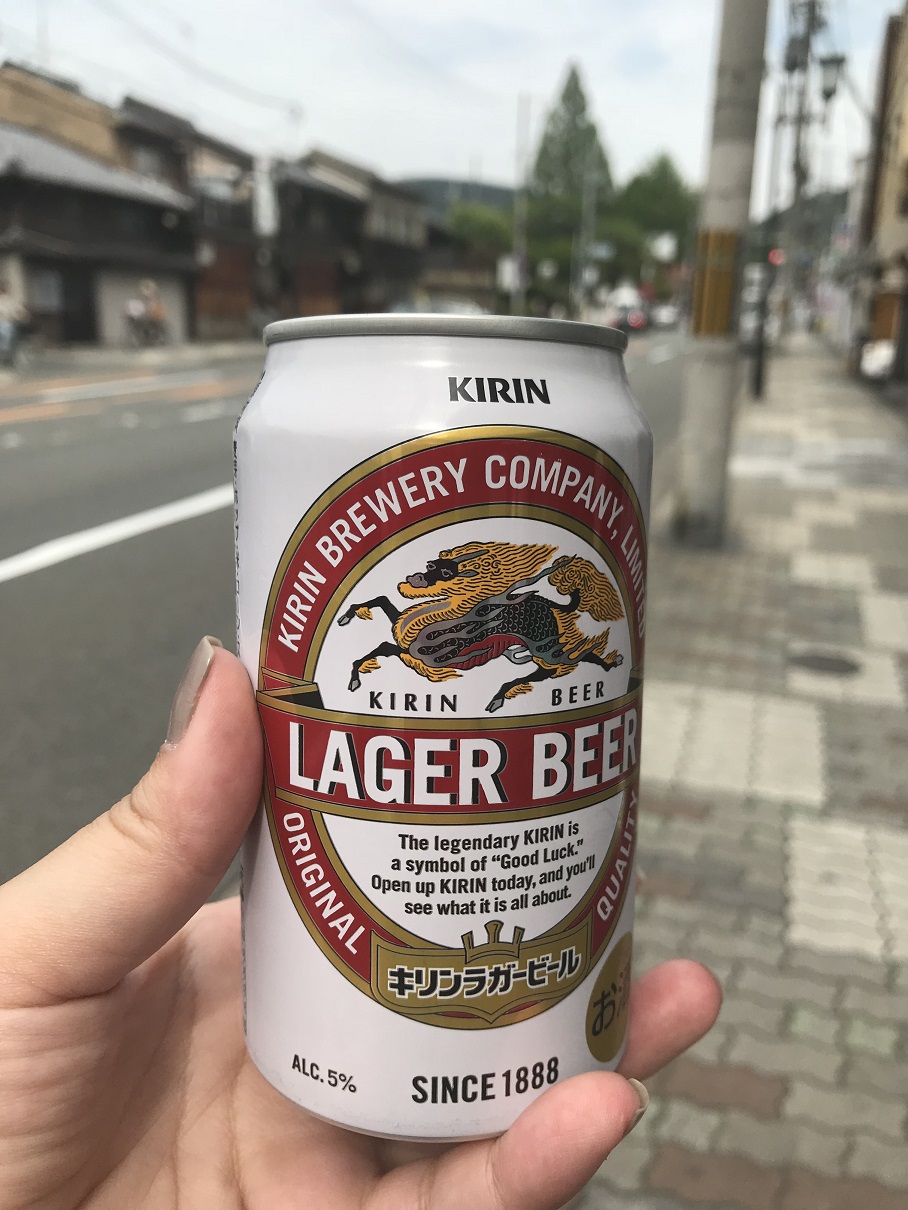 KIRIN
KIRIN BREWERY COMPANY, LIMITED
KIRIN BEER
LAGER BEER
The legendary KIRIN is
a symbol of “Good Luck.”
Open up KIRIN today, and you'll
see what it is all about.
ORIGINAL QUALITY
キリンラガービール
お
ALC. 5%
SINCE 1888